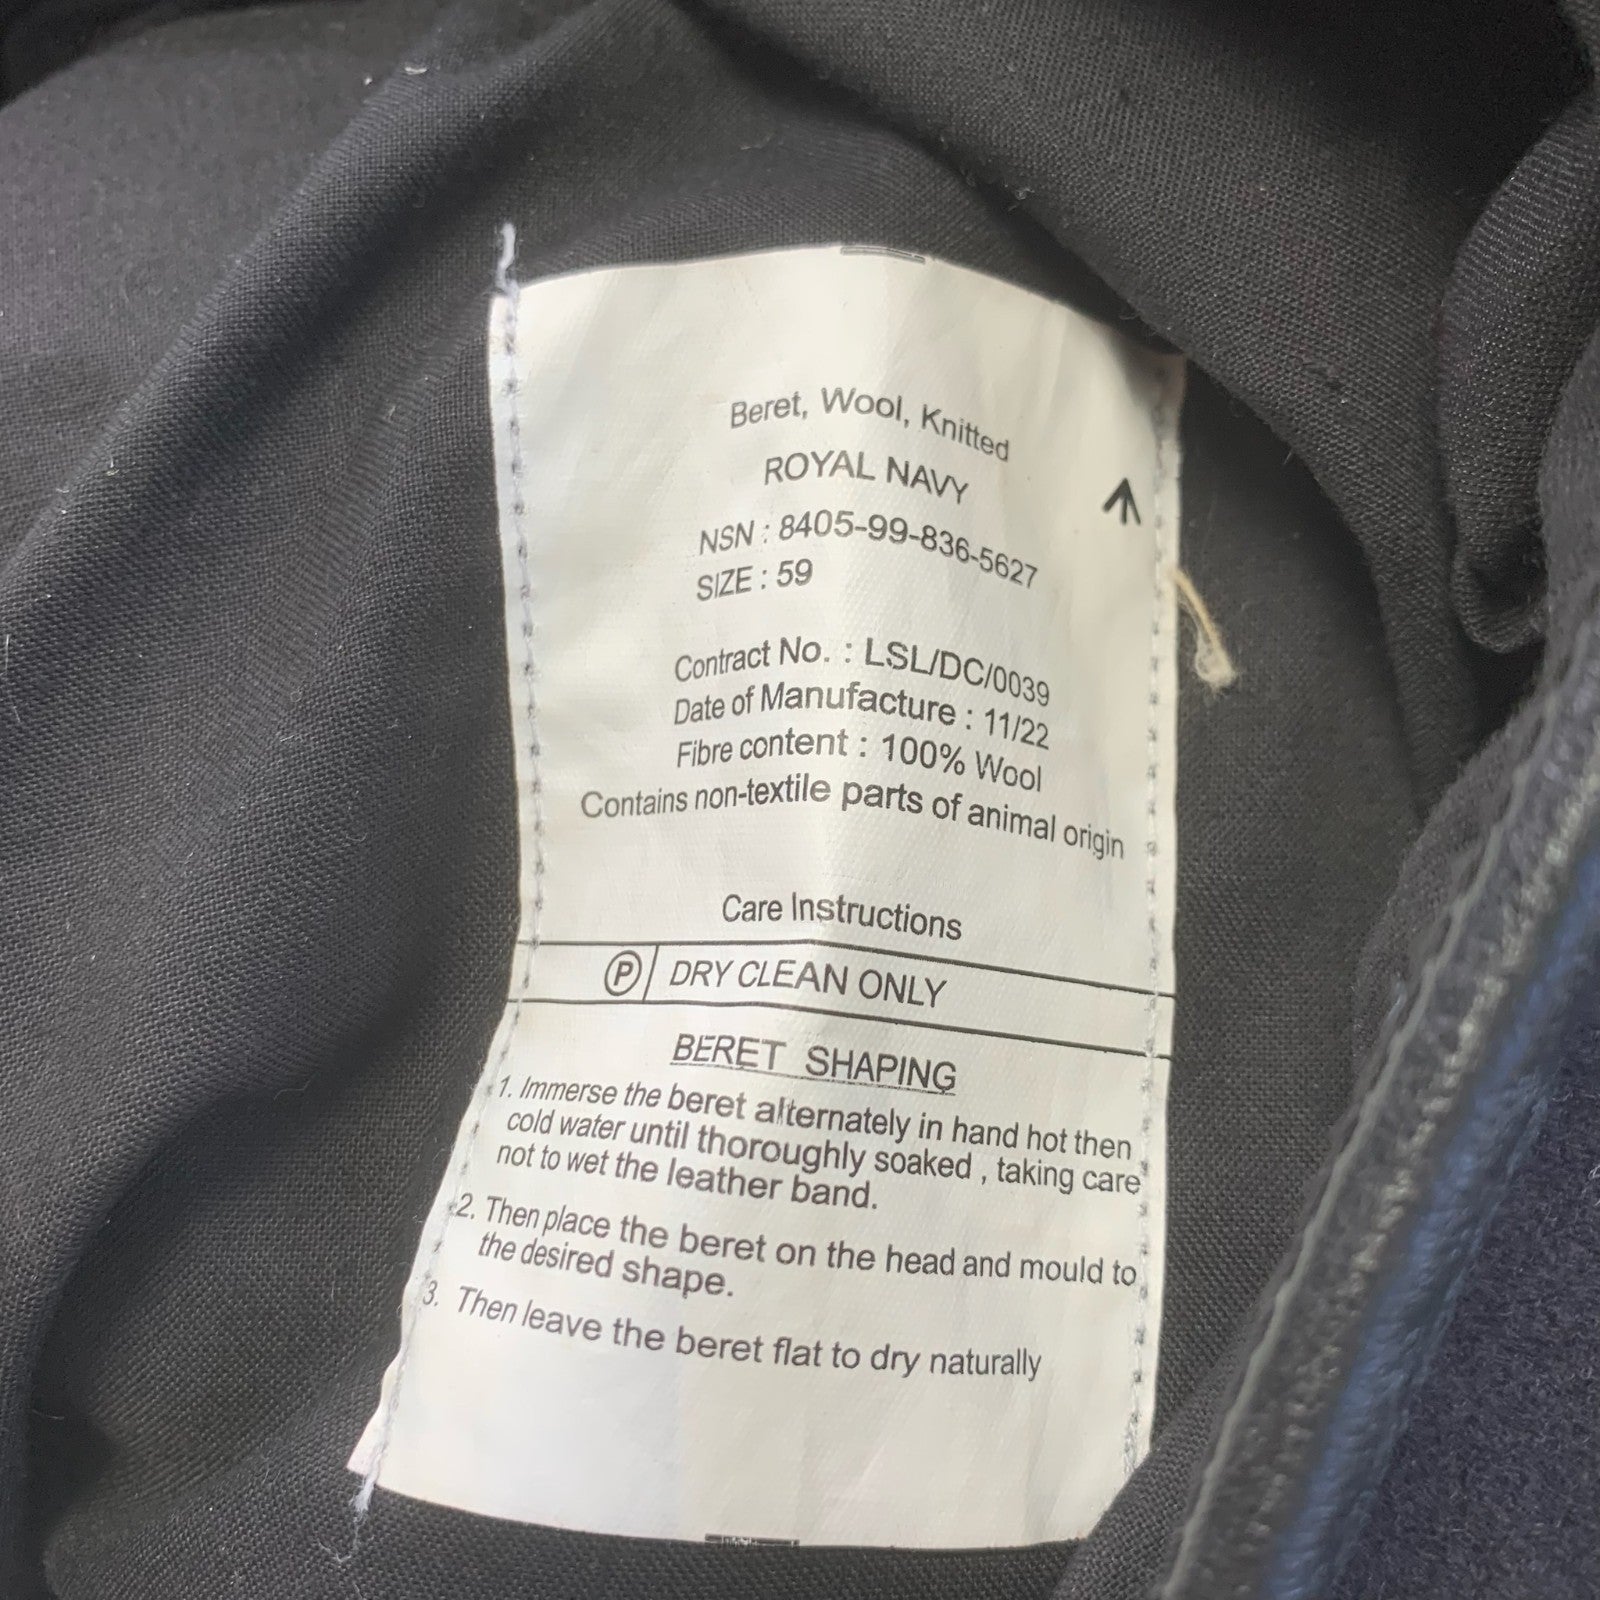 Beret, Wool, Knitted
ROYAL NAVY
NSN : 8405-99-836-5627
SIZE : 59
Contract No. : LSL/DC/0039
Date of Manufacture : 11/22
Fibre content : 100% Wool
Contains non-textile parts of animal origin
Care Instructions
P DRY CLEAN ONLY
BERET SHAPING
1. Immerse the beret alternately in hand hot then
cold water until thoroughly soaked , taking care
not to wet the leather band.
2. Then place the beret on the head and mould to
the desired shape.
3. Then leave the beret flat to dry naturally